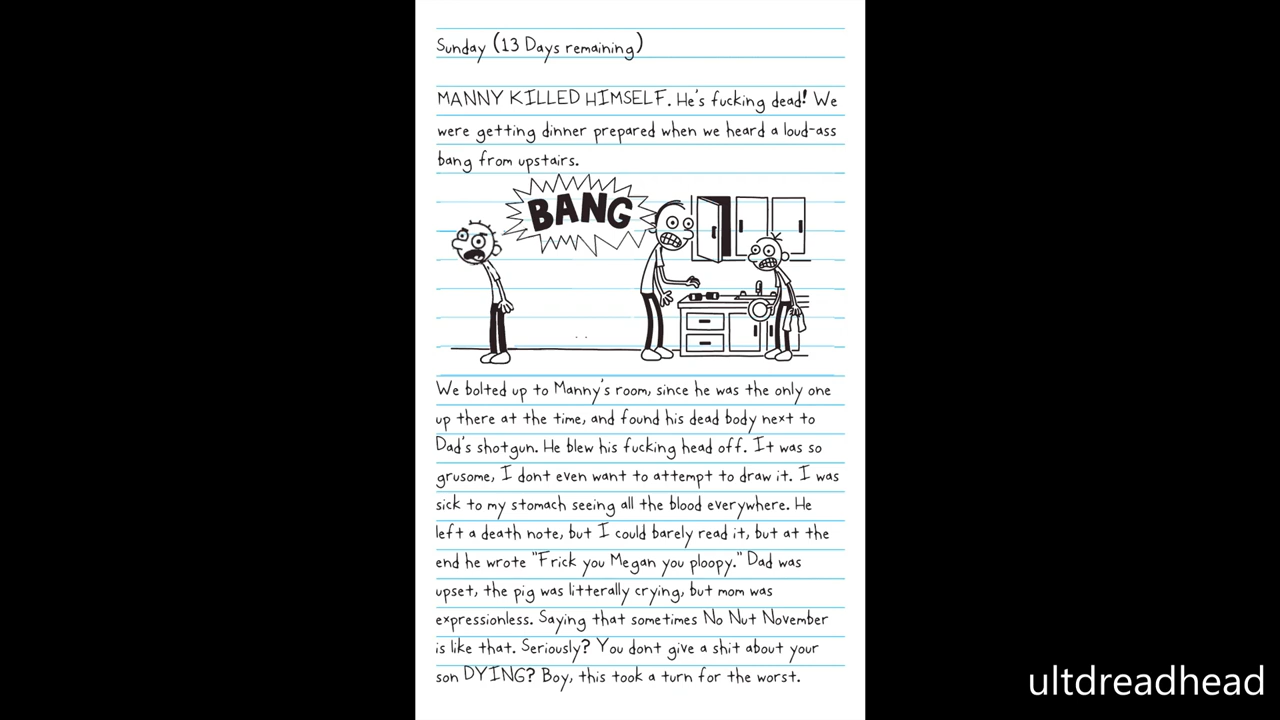 Sunday (13 Days remaining)
MANNY KILLED HIMSELF. He's fucking dead! We
were getting dinner prepared when we heard a loud-ass
bang from upstairs.
BANG
We bolted up to Manny's room, since he was the only one
up there at the time, and found his dead body next to
Dad's shotgun. He blew his fucking head off. It was so
grusome, I dont even want to attempt to draw it. I was
sick to my stomach seeing all the blood everywhere. He
left a death note, but I could barely read it, but at the
end he wrote "Frick you Megan you ploopy." Dad was
upset, the pig was litterally crying, but mom was
expressionless. Saying that sometimes No Nut November
is like that. Seriously? You dont give a shit about your
son DYING? Boy, this took a turn for the worst.
ultdreadhead